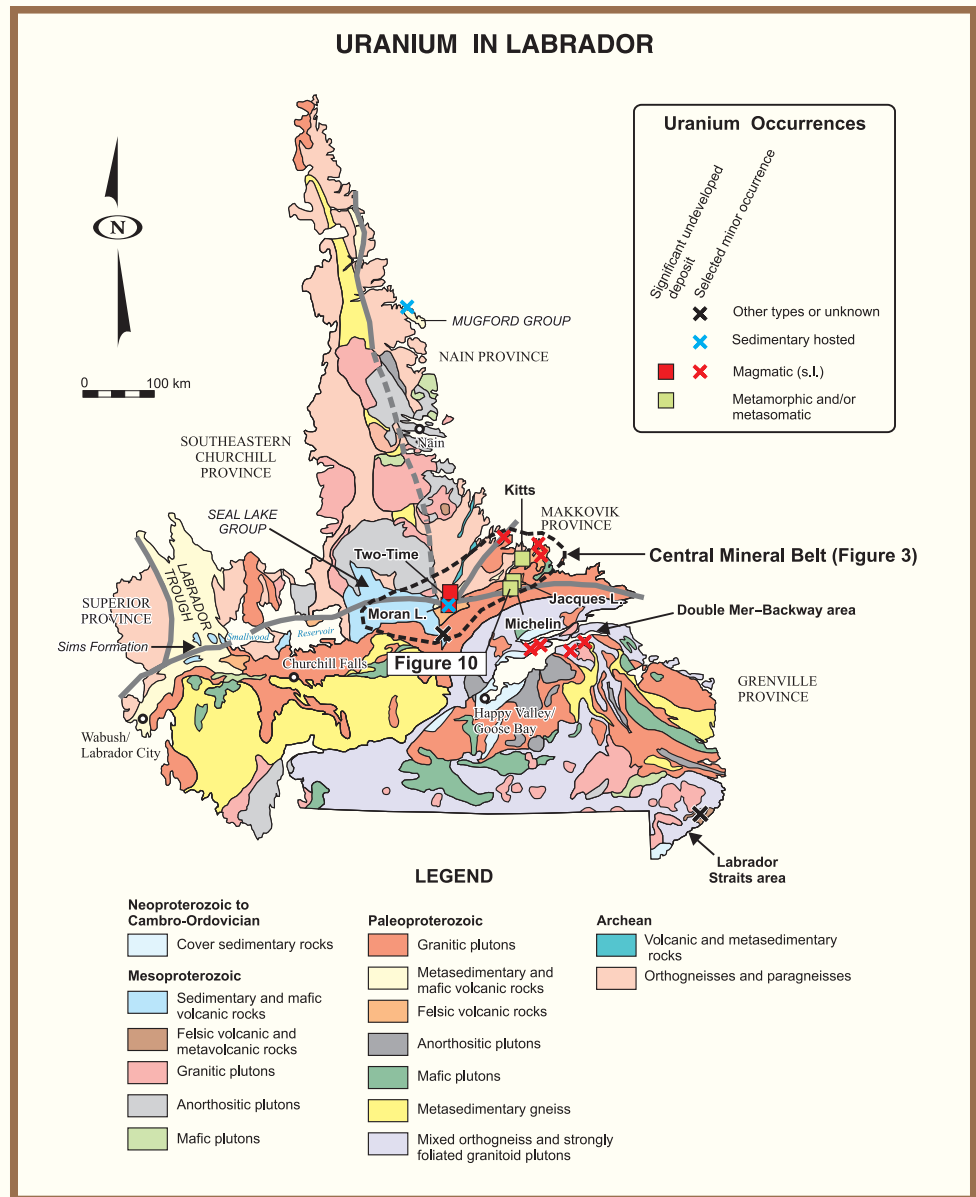 URANIUM IN LABRADOR
Uranium Occurrences
Significant undeveloped
deposit
Selected minor occurrence
Other types or unknown
Sedimentary hosted
Magmatic (s.l.)
Metamorphic and/or
metasomatic
N
0 100 km
MUGFORD GROUP
NAIN PROVINCE
Nain
SOUTHEASTERN
CHURCHILL
PROVINCE
Kitts
MAKKOVIK
PROVINCE
SEAL LAKE
GROUP
Two-Time
Central Mineral Belt (Figure 3)
LABRADOR
TROUGH
SUPERIOR
PROVINCE
Moran L.
Jacques L.
Michelin
Double Mer–Backway area
Smallwood
Reservoir
Sims Formation
Churchill Falls
Figure 10
GRENVILLE
PROVINCE
Happy Valley/
Goose Bay
Wabush/
Labrador City
Labrador
Straits area
LEGEND
Neoproterozoic to
Cambro-Ordovician
Cover sedimentary rocks
Mesoproterozoic
Sedimentary and mafic
volcanic rocks
Felsic volcanic and
metavolcanic rocks
Granitic plutons
Anorthositic plutons
Mafic plutons
Paleoproterozoic
Granitic plutons
Metasedimentary and
mafic volcanic rocks
Felsic volcanic rocks
Anorthositic plutons
Mafic plutons
Metasedimentary gneiss
Mixed orthogneiss and strongly
foliated granitoid plutons
Archean
Volcanic and metasedimentary
rocks
Orthogneisses and paragneisses